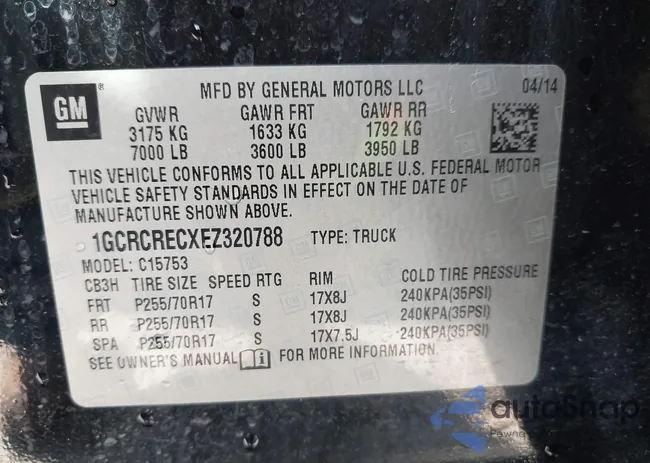 GM
®
MFD BY GENERAL MOTORS LLC 04/14
GVWR GAWR FRT GAWR RR
3175 KG 1633 KG 1792 KG
7000 LB 3600 LB 3950 LB
THIS VEHICLE CONFORMS TO ALL APPLICABLE U.S. FEDERAL MOTOR
VEHICLE SAFETY STANDARDS IN EFFECT ON THE DATE OF
MANUFACTURE SHOWN ABOVE.
1GCRCRECXEZ320788 TYPE: TRUCK
MODEL: C15753
CB3H TIRE SIZE SPEED RTG RIM COLD TIRE PRESSURE
FRT P255/70R17 S 17X8J 240KPA(35PSI)
RR P255/70R17 S 17X8J 240KPA(35PSI)
SPA P255/70R17 S 17X7.5J 240KPA(35PSI)
SEE OWNER'S MANUAL FOR MORE INFORMATION.
autoSnap